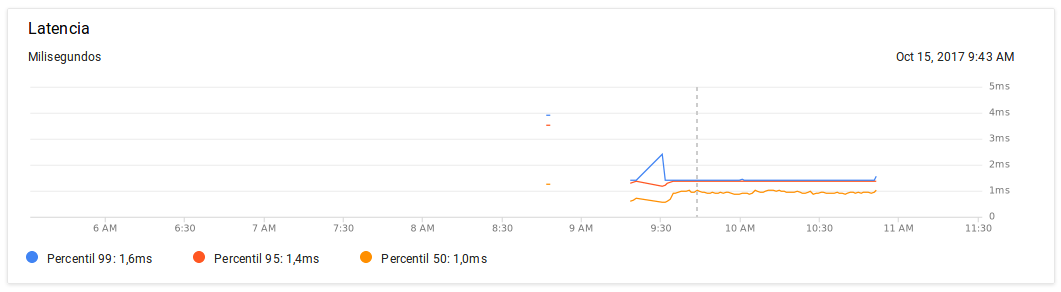 Latencia
Milisegundos Oct 15, 2017 9:43 AM
5ms
4ms
3ms
2ms
1ms
0
6 AM 6:30 7 AM 7:30 8 AM 8:30 9 AM 9:30 10 AM 10:30 11 AM 11:30
Percentil 99: 1,6ms Percentil 95: 1,4ms Percentil 50: 1,0ms